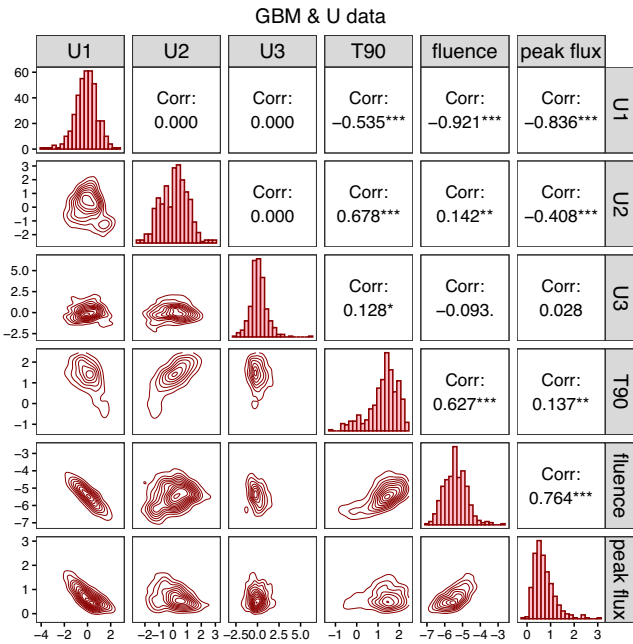 GBM & U data
U1 U2 U3 T90 fluence peak flux
60
40
20
0
Corr:
0.000
Corr:
0.000
Corr:
−0.535***
Corr:
−0.921***
Corr:
−0.836***
U1
3
2
1
0
−1
−2
Corr:
0.000
Corr:
0.678***
Corr:
0.142**
Corr:
−0.408***
U2
5.0
2.5
0.0
−2.5
Corr:
0.128*
Corr:
−0.093.
Corr:
0.028
U3
2
1
0
−1
Corr:
0.627***
Corr:
0.137**
T90
−3
−4
−5
−6
−7
Corr:
0.764***
fluence
3
2
1
0
peak flux
−4 −2 0 2
−2 −1 0 1 2 3
−2.5 0.0 2.5 5.0
−1 0 1 2
−7 −6 −5 −4 −3
0 1 2 3